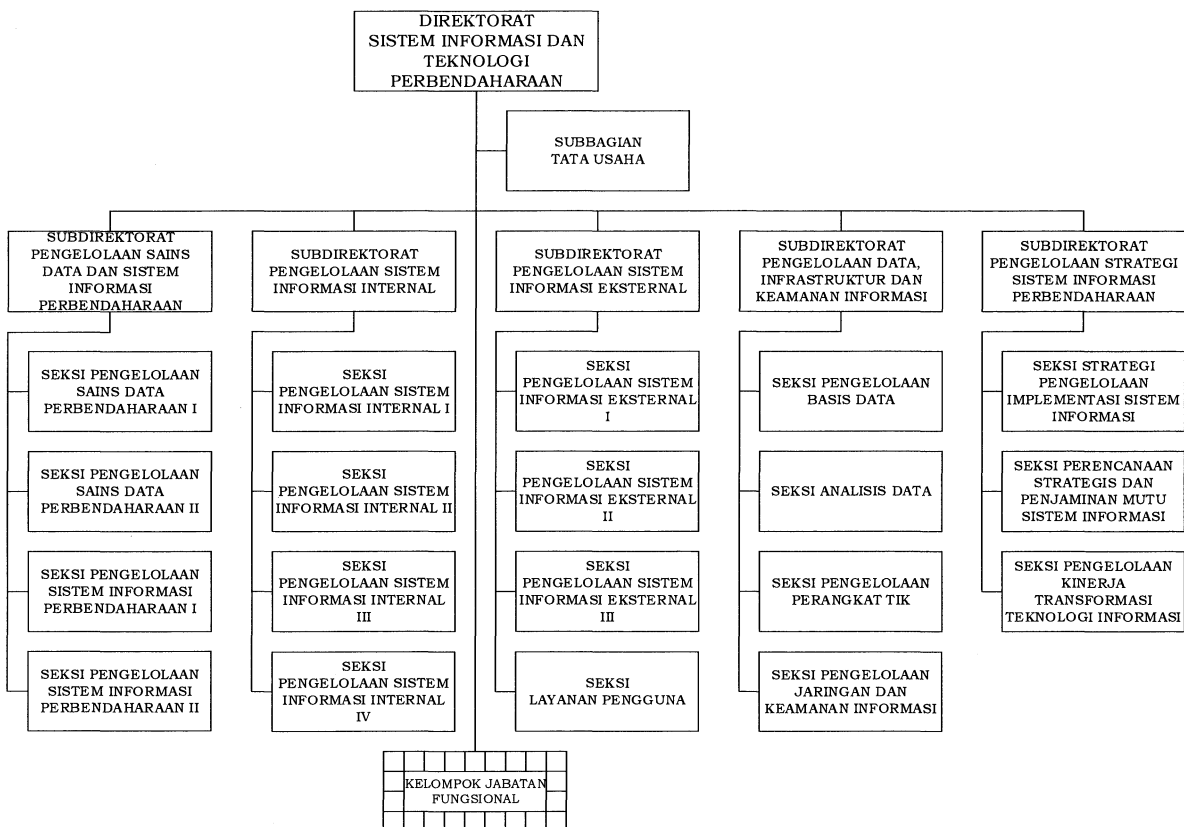 DIREKTORAT
SISTEM INFORMASI DAN
TEKNOLOGI
PERBENDAHARAAN
SUBBAGIAN
TATA USAHA
SUBDIREKTORAT
PENGELOLAAN SAINS
DATA DAN SISTEM
INFORMASI
PERBENDAHARAAN
SEKSI PENGELOLAAN
SAINS DATA
PERBENDAHARAAN I
SEKSI PENGELOLAAN
SAINS DATA
PERBENDAHARAAN II
SEKSI PENGELOLAAN
SISTEM INFORMASI
PERBENDAHARAAN I
SEKSI PENGELOLAAN
SISTEM INFORMASI
PERBENDAHARAAN II
SUBDIREKTORAT
PENGELOLAAN SISTEM
INFORMASI INTERNAL
SEKSI
PENGELOLAAN SISTEM
INFORMASI INTERNAL I
SEKSI
PENGELOLAAN SISTEM
INFORMASI INTERNAL II
SEKSI
PENGELOLAAN SISTEM
INFORMASI INTERNAL
III
SEKSI
PENGELOLAAN SISTEM
INFORMASI INTERNAL
IV
SUBDIREKTORAT
PENGELOLAAN SISTEM
INFORMASI EKSTERNAL
SEKSI
PENGELOLAAN SISTEM
INFORMASI EKSTERNAL
I
SEKSI
PENGELOLAAN SISTEM
INFORMASI EKSTERNAL
II
SEKSI
PENGELOLAAN SISTEM
INFORMASI EKSTERNAL
III
SEKSI
LAYANAN PENGGUNA
SUBDIREKTORAT
PENGELOLAAN DATA,
INFRASTRUKTUR DAN
KEAMANAN INFORMASI
SEKSI PENGELOLAAN
BASIS DATA
SEKSI ANALISIS DATA
SEKSI PENGELOLAAN
PERANGKAT TIK
SEKSI PENGELOLAAN
JARINGAN DAN
KEAMANAN INFORMASI
SUBDIREKTORAT
PENGELOLAAN STRATEGI
SISTEM INFORMASI
PERBENDAHARAAN
SEKSI STRATEGI
PENGELOLAAN
IMPLEMENTASI SISTEM
INFORMASI
SEKSI PERENCANAAN
STRATEGIS DAN
PENJAMINAN MUTU
SISTEM INFORMASI
SEKSI PENGELOLAAN
KINERJA
TRANSFORMASI
TEKNOLOGI INFORMASI
KELOMPOK JABATAN
FUNGSIONAL